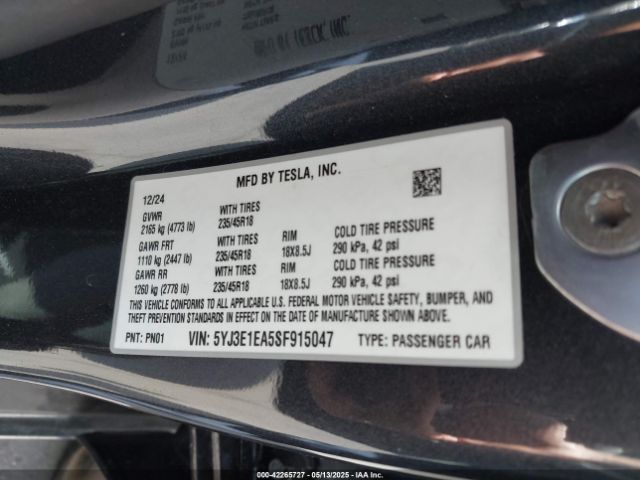 MFD BY TESLA, INC.
12/24
GVWR WITH TIRES
2165 kg (4773 lb) 235/45R18
GAWR FRT WITH TIRES RIM COLD TIRE PRESSURE
1110 kg (2447 lb) 235/45R18 18X8.5J 290 kPa, 42 psi
GAWR RR WITH TIRES RIM COLD TIRE PRESSURE
1260 kg (2778 lb) 235/45R18 18X8.5J 290 kPa, 42 psi
THIS VEHICLE CONFORMS TO ALL APPLICABLE U.S. FEDERAL MOTOR VEHICLE SAFETY, BUMPER, AND
THEFT PREVENTION STANDARDS IN EFFECT ON THE DATE OF MANUFACTURE SHOWN ABOVE.
PNT: PN01 VIN: 5YJ3E1EA5SF915047 TYPE: PASSENGER CAR
000-42265727 - 05/13/2025 - IAA Inc.